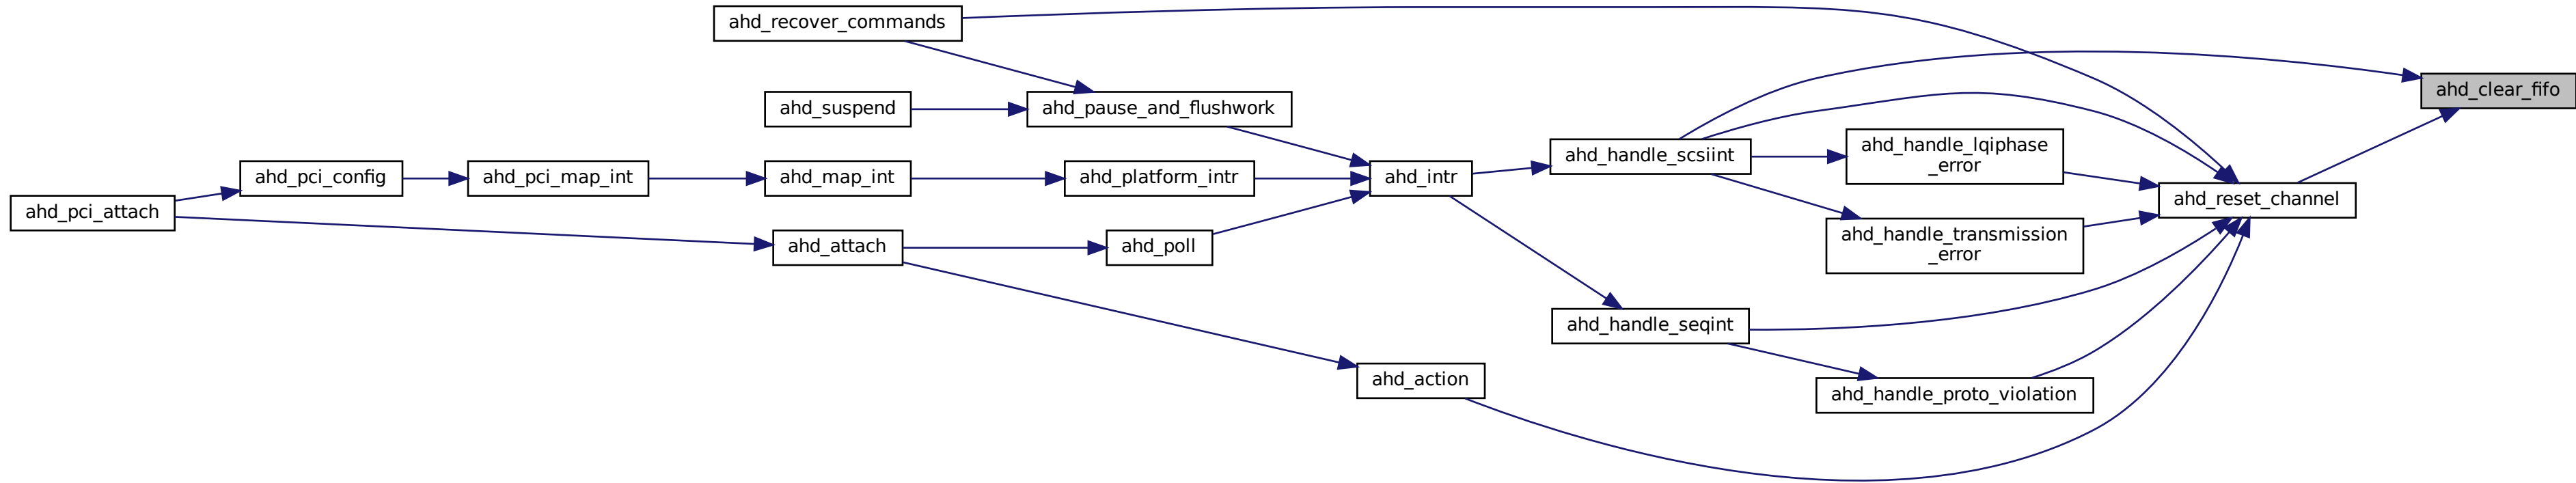 ahd_recover_commands
ahd_clear_fifo
ahd_suspend
ahd_pause_and_flushwork
ahd_handle_scsiint
ahd_handle_lqiphase
_error
ahd_pci_config
ahd_pci_map_int
ahd_map_int
ahd_platform_intr
ahd_intr
ahd_reset_channel
ahd_pci_attach
ahd_attach
ahd_poll
ahd_handle_transmission
_error
ahd_handle_seqint
ahd_action
ahd_handle_proto_violation